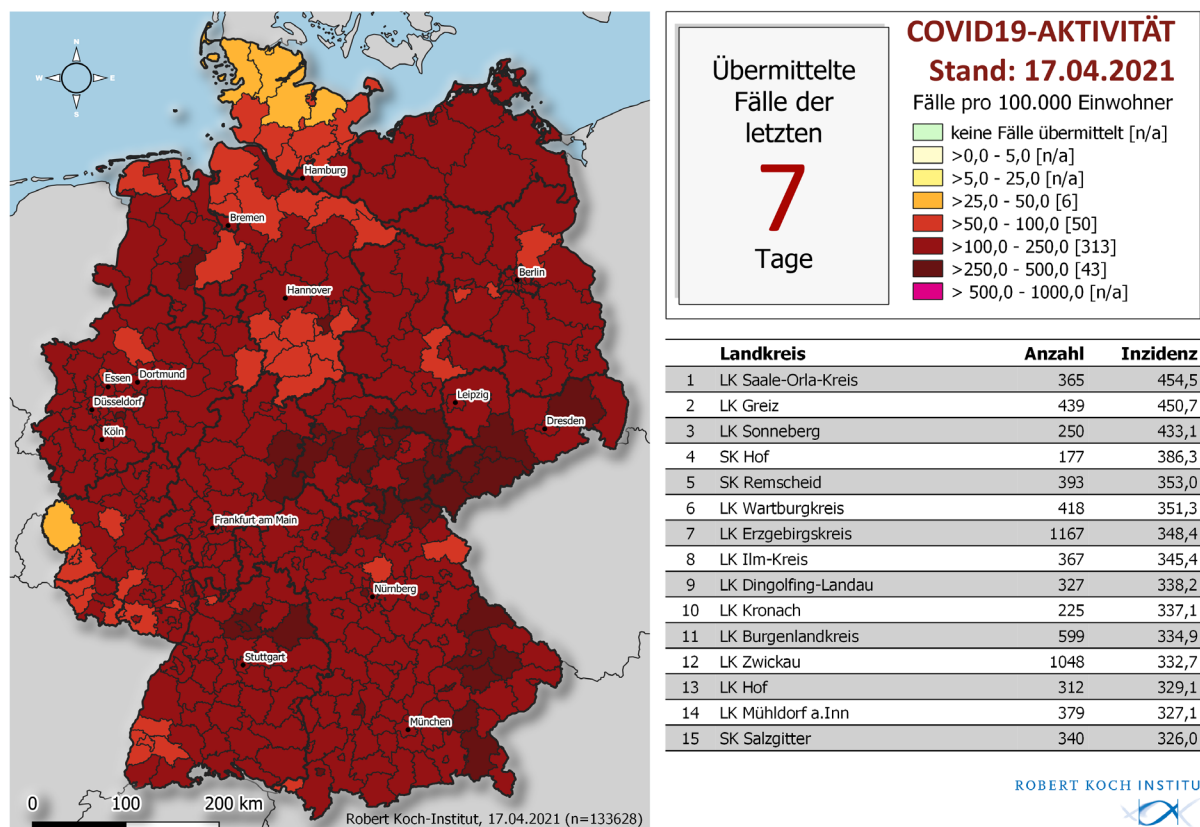 N
W
E
S
Hamburg
Bremen
Berlin
Hannover
Essen
Dortmund
Düsseldorf
Köln
Leipzig
Dresden
Frankfurt am Main
Nürnberg
Stuttgart
München
0 100 200 km
Robert Koch-Institut, 17.04.2021 (n=133628)
Übermittelte
Fälle der
letzten
7
Tage
COVID19-AKTIVITÄT
Stand: 17.04.2021
Fälle pro 100.000 Einwohner
keine Fälle übermittelt [n/a]
>0,0 - 5,0 [n/a]
>5,0 - 25,0 [n/a]
>25,0 - 50,0 [6]
>50,0 - 100,0 [50]
>100,0 - 250,0 [313]
>250,0 - 500,0 [43]
> 500,0 - 1000,0 [n/a]
Landkreis Anzahl Inzidenz
1 LK Saale-Orla-Kreis 365 454,5
2 LK Greiz 439 450,7
3 LK Sonneberg 250 433,1
4 SK Hof 177 386,3
5 SK Remscheid 393 353,0
6 LK Wartburgkreis 418 351,3
7 LK Erzgebirgskreis 1167 348,4
8 LK Ilm-Kreis 367 345,4
9 LK Dingolfing-Landau 327 338,2
10 LK Kronach 225 337,1
11 LK Burgenlandkreis 599 334,9
12 LK Zwickau 1048 332,7
13 LK Hof 312 329,1
14 LK Mühldorf a.Inn 379 327,1
15 SK Salzgitter 340 326,0
ROBERT KOCH INSTITU